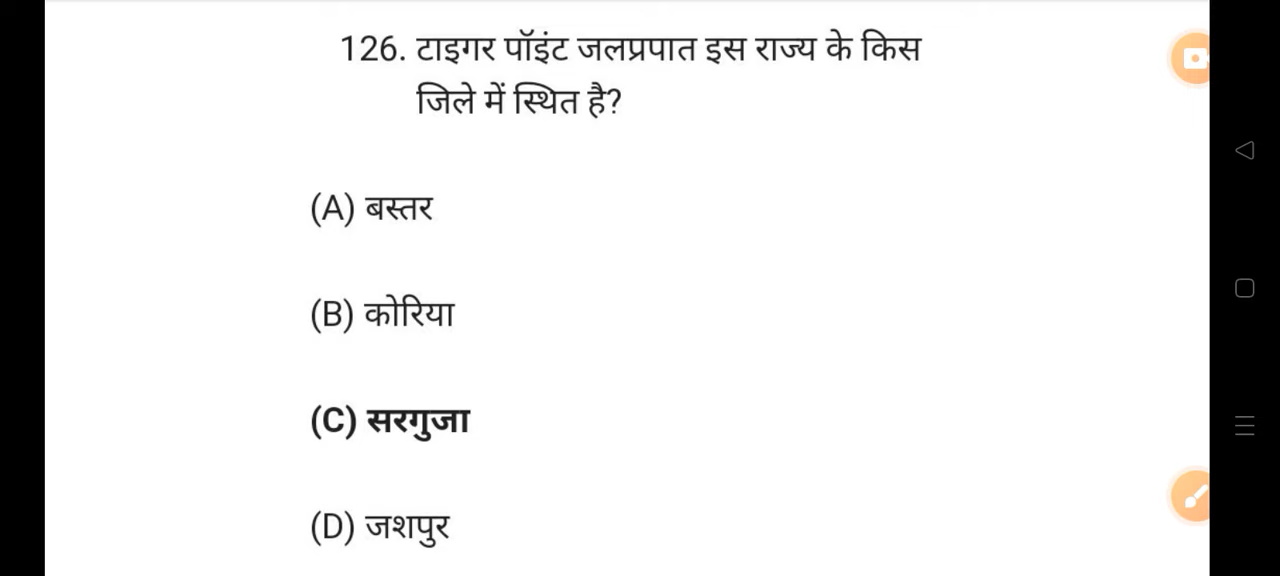 126. टाइगर पॉइंट जलप्रपात इस राज्य के किस
जिले में स्थित है?
(A) बस्तर
(B) कोरिया
(C) सरगुजा
(D) जशपुर